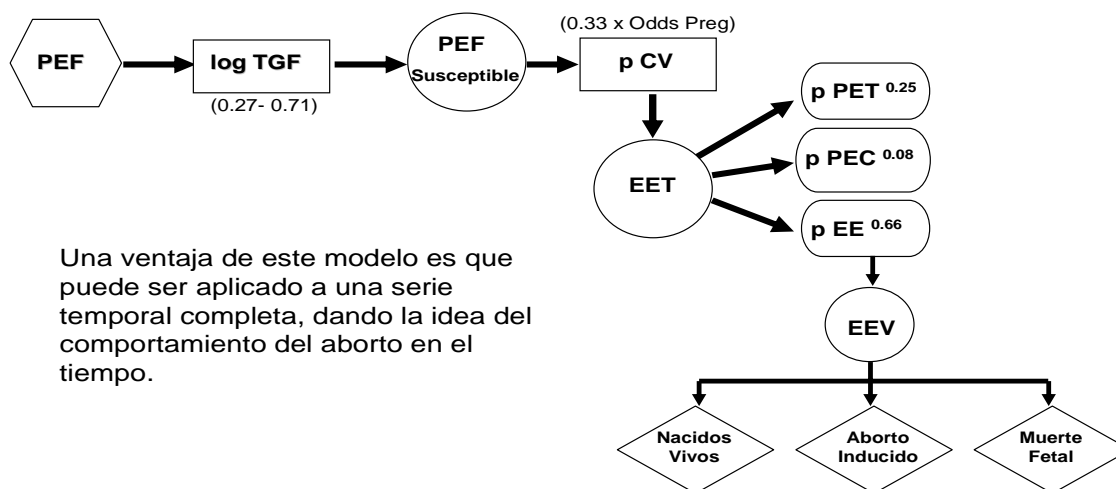 (0.33 x Odds Preg)
PEF
log TGF
(0.27- 0.71)
PEF
Susceptible
p CV
p PET 0.25
p PEC 0.08
EET
p EE 0.66
Una ventaja de este modelo es que
puede ser aplicado a una serie
temporal completa, dando la idea del
comportamiento del aborto en el
tiempo.
EEV
Nacidos
Vivos
Aborto
Inducido
Muerte
Fetal